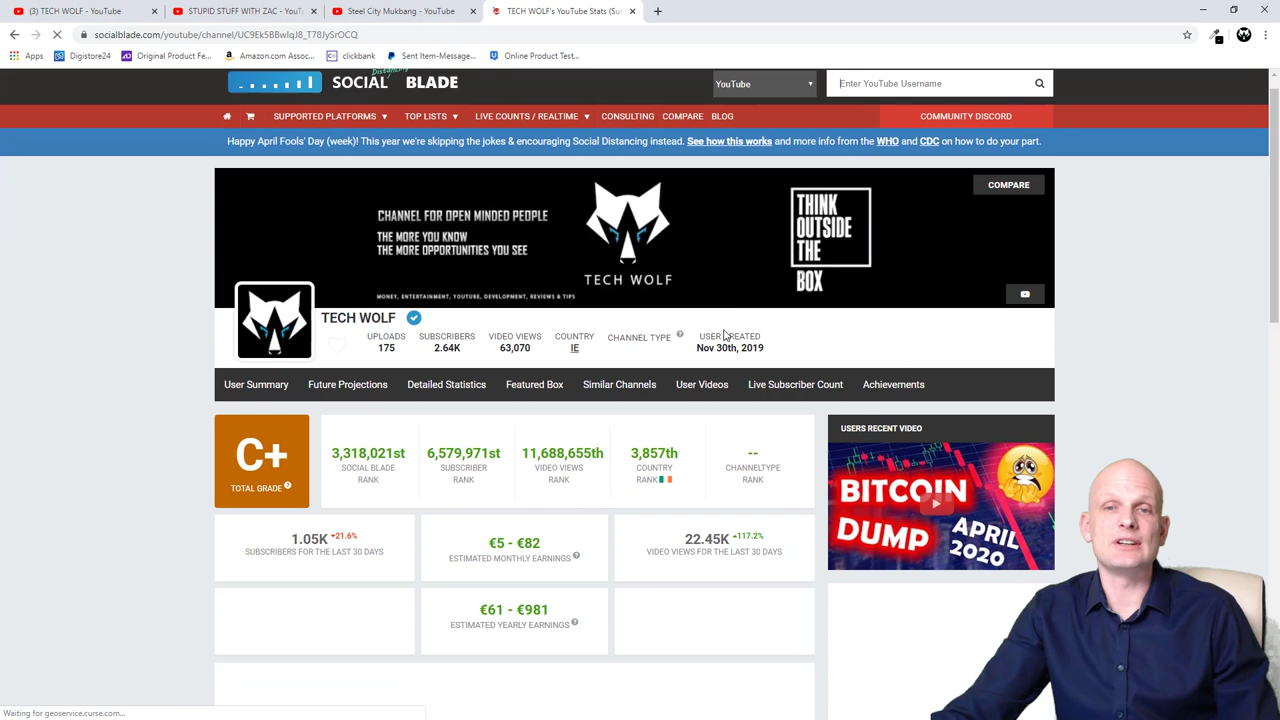 (3) TECH WOLF - YouTube
STUPID STUFF WITH ZAC - YouT
Steel City Mukbang - YouTube
TECH WOLF's YouTube Stats (Su
socialblade.com/youtube/channel/UC9Ek5BBwIqJ8_T78JySrOCQ
Apps
Digistore24
Original Product Fe...
Amazon.com Assoc...
clickbank
Sent Item-Message...
Online Product Test...
Distancing
SOCIAL BLADE
YouTube
Enter YouTube Username
SUPPORTED PLATFORMS
TOP LISTS
LIVE COUNTS / REALTIME
CONSULTING
COMPARE
BLOG
COMMUNITY DISCORD
Happy April Fools' Day (week)! This year we're skipping the jokes & encouraging Social Distancing instead. See how this works and more info from the WHO and CDC on how to do your part.
COMPARE
CHANNEL FOR OPEN MINDED PEOPLE
THE MORE YOU KNOW
THE MORE OPPORTUNITIES YOU SEE
TECH WOLF
THINK
OUTSIDE
THE
BOX
MONEY, ENTERTAINMENT, YOUTUBE, DEVELOPMENT, REVIEWS & TIPS
TECH WOLF
UPLOADS
175
SUBSCRIBERS
2.64K
VIDEO VIEWS
63,070
COUNTRY
IE
CHANNEL TYPE
USER CREATED
Nov 30th, 2019
User Summary
Future Projections
Detailed Statistics
Featured Box
Similar Channels
User Videos
Live Subscriber Count
Achievements
C+
TOTAL GRADE
3,318,021st
SOCIAL BLADE
RANK
6,579,971st
SUBSCRIBER
RANK
11,688,655th
VIDEO VIEWS
RANK
3,857th
COUNTRY
RANK
--
CHANNELTYPE
RANK
USERS RECENT VIDEO
BITCOIN
DUMP
APRIL
2020
1.05K -21.6%
SUBSCRIBERS FOR THE LAST 30 DAYS
€5 - €82
ESTIMATED MONTHLY EARNINGS
22.45K 117.2%
VIDEO VIEWS FOR THE LAST 30 DAYS
€61 - €981
ESTIMATED YEARLY EARNINGS
Waiting for geoservice.curse.com...